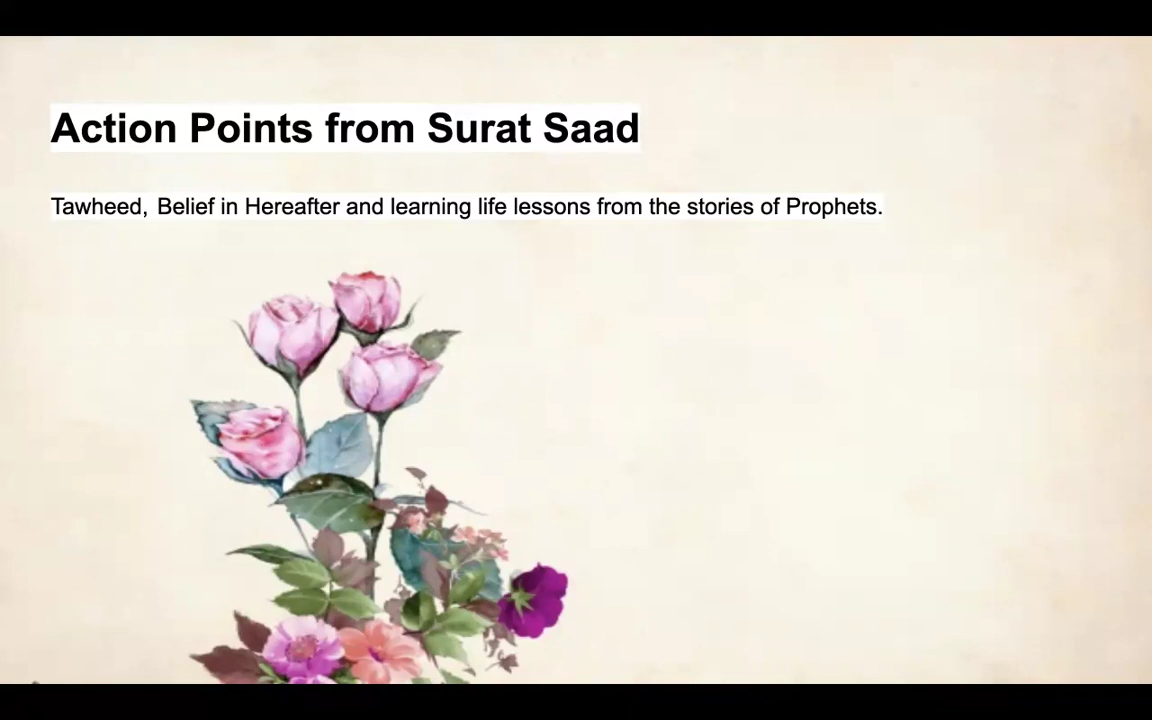 Action Points from Surat Saad
Tawheed, Belief in Hereafter and learning life lessons from the stories of Prophets.